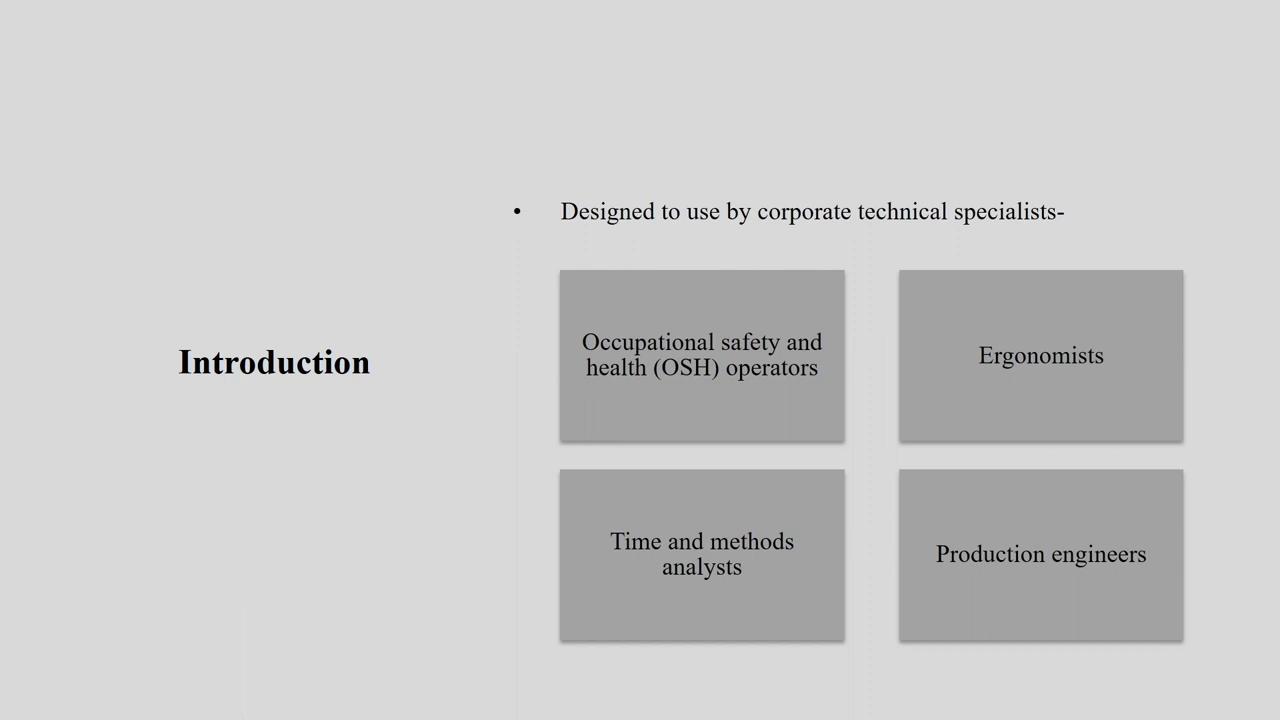 Introduction
• Designed to use by corporate technical specialists-
Occupational safety and
health (OSH) operators
Ergonomists
Time and methods
analysts
Production engineers